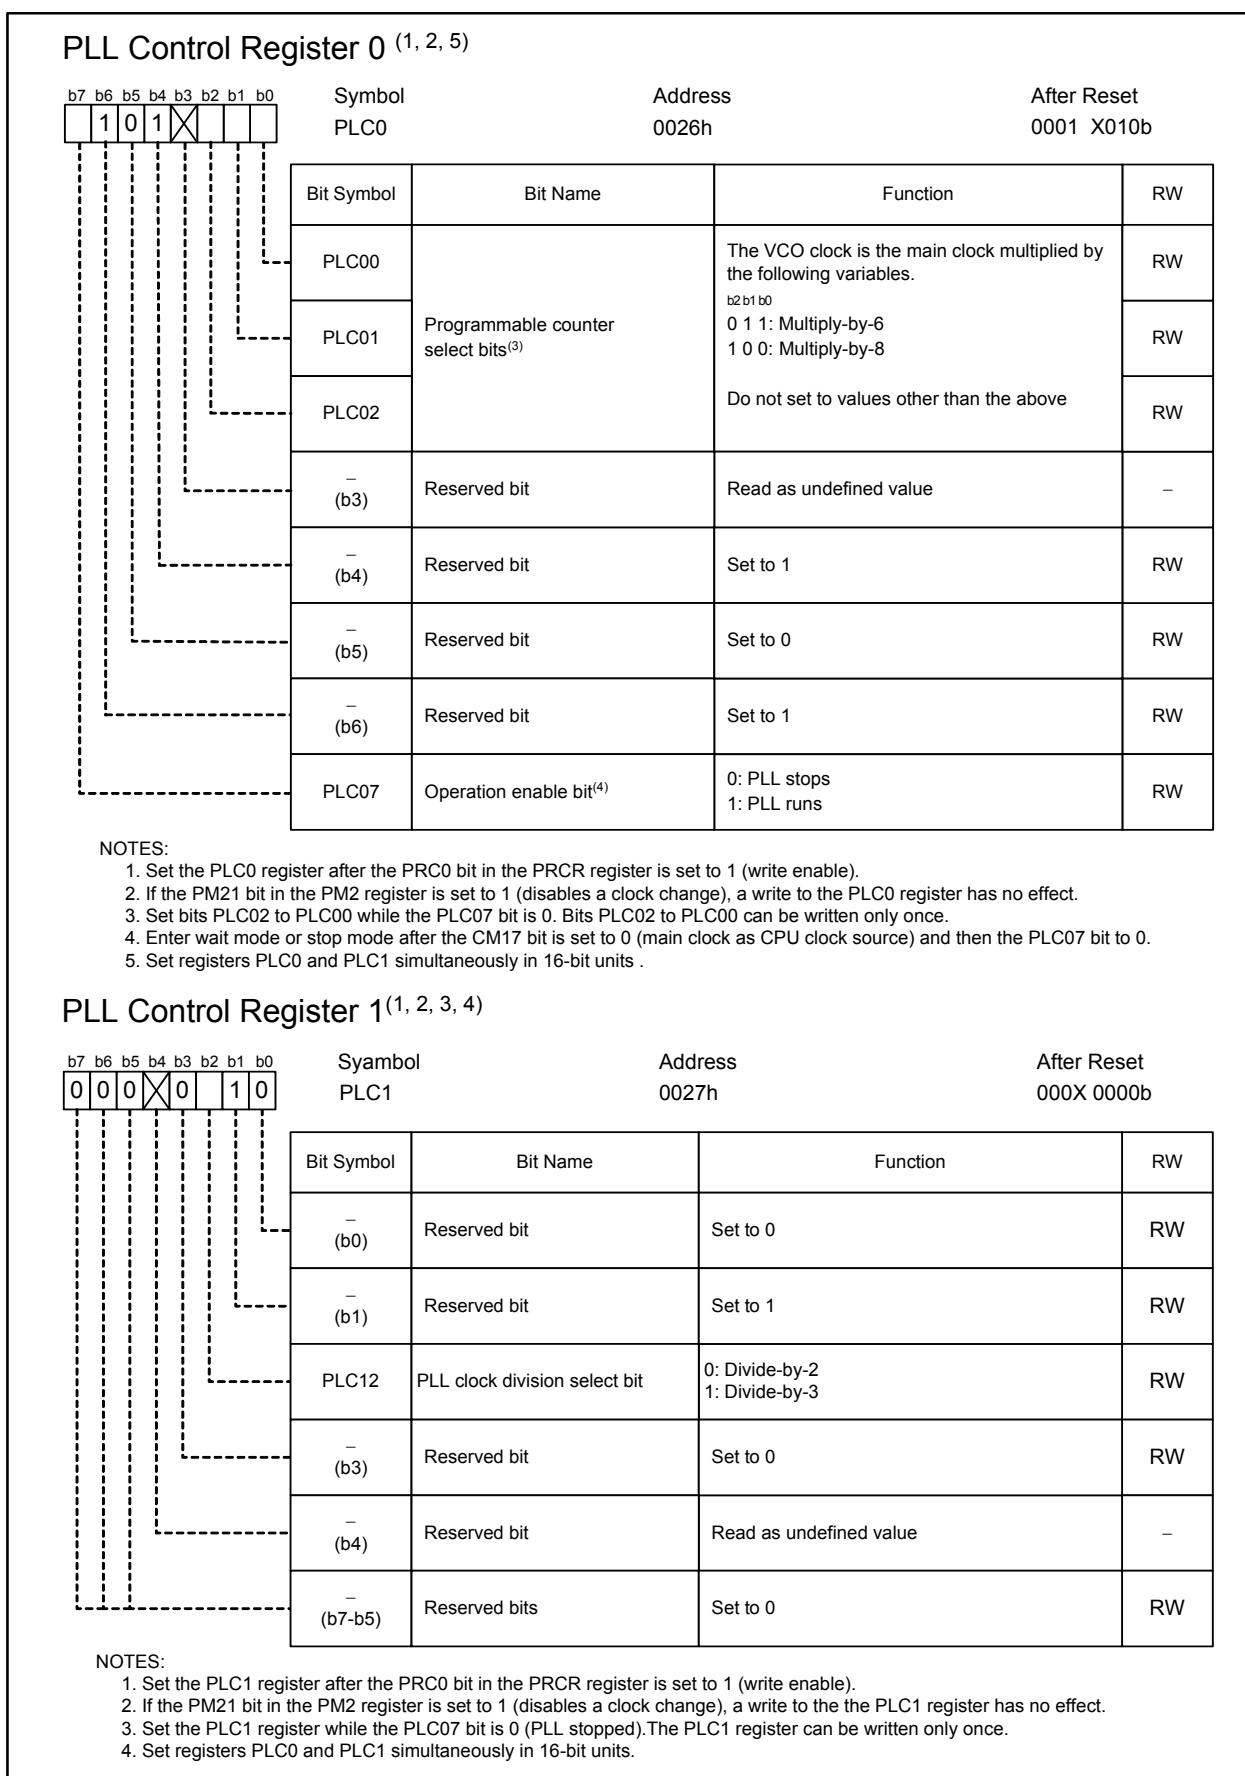 PLL Control Register 0 (1, 2, 5)
b7 b6 b5 b4 b3 b2 b1 b0
1 0 1
Symbol Address After Reset
PLC0 0026h 0001 X010b
Bit Symbol Bit Name Function RW
PLC00 RW
PLC01 RW
PLC02 RW
Programmable counter
select bits(3)
The VCO clock is the main clock multiplied by
the following variables.
b2 b1 b0
0 1 1: Multiply-by-6
1 0 0: Multiply-by-8
Do not set to values other than the above
–
(b3) Reserved bit Read as undefined value –
–
(b4) Reserved bit Set to 1 RW
–
(b5) Reserved bit Set to 0 RW
–
(b6) Reserved bit Set to 1 RW
PLC07 Operation enable bit(4) RW
0: PLL stops
1: PLL runs
NOTES:
1. Set the PLC0 register after the PRC0 bit in the PRCR register is set to 1 (write enable).
2. If the PM21 bit in the PM2 register is set to 1 (disables a clock change), a write to the PLC0 register has no effect.
3. Set bits PLC02 to PLC00 while the PLC07 bit is 0. Bits PLC02 to PLC00 can be written only once.
4. Enter wait mode or stop mode after the CM17 bit is set to 0 (main clock as CPU clock source) and then the PLC07 bit to 0.
5. Set registers PLC0 and PLC1 simultaneously in 16-bit units .
PLL Control Register 1(1, 2, 3, 4)
b7 b6 b5 b4 b3 b2 b1 b0
0 0 0 0 1 0
Syambol Address After Reset
PLC1 0027h 000X 0000b
Bit Symbol Bit Name Function RW
–
(b0) Reserved bit Set to 0 RW
–
(b1) Reserved bit Set to 1 RW
PLC12 PLL clock division select bit RW
0: Divide-by-2
1: Divide-by-3
–
(b3) Reserved bit Set to 0 RW
–
(b4) Reserved bit Read as undefined value –
–
(b7-b5) Reserved bits Set to 0 RW
NOTES:
1. Set the PLC1 register after the PRC0 bit in the PRCR register is set to 1 (write enable).
2. If the PM21 bit in the PM2 register is set to 1 (disables a clock change), a write to the the PLC1 register has no effect.
3. Set the PLC1 register while the PLC07 bit is 0 (PLL stopped).The PLC1 register can be written only once.
4. Set registers PLC0 and PLC1 simultaneously in 16-bit units.